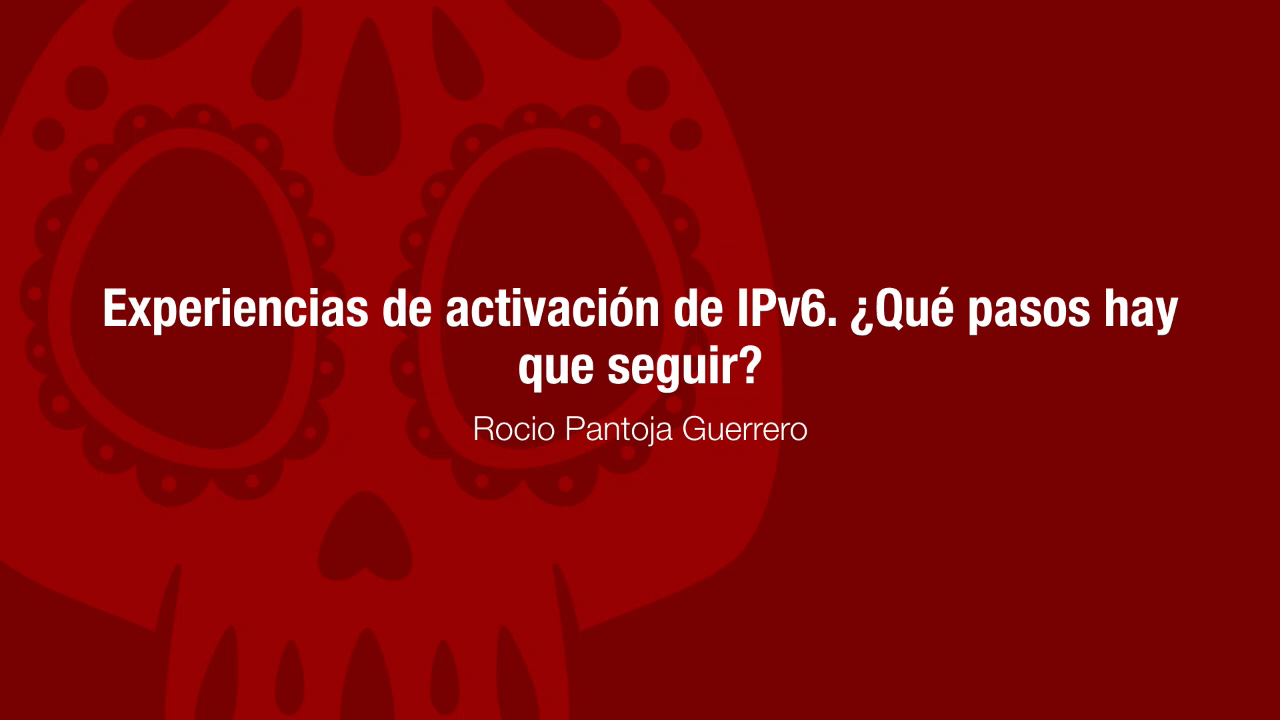 Experiencias de activación de IPv6. ¿Qué pasos hay
que seguir?
Rocio Pantoja Guerrero